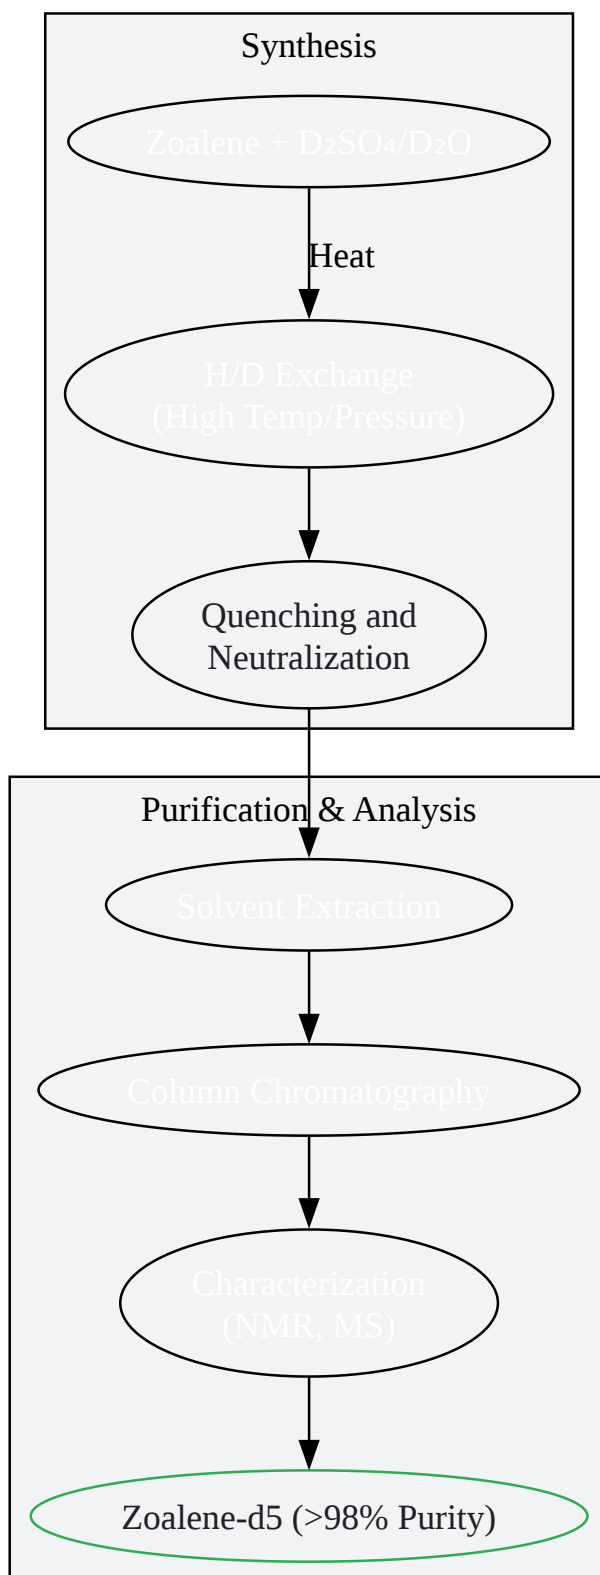 Synthesis
Zoalene + D₂SO₄/D₂O
Heat
H/D Exchange
(High Temp/Pressure)
Quenching and
Neutralization
Purification & Analysis
Solvent Extraction
Column Chromatography
Characterization
(NMR, MS)
Zoalene-d5 (>98% Purity)